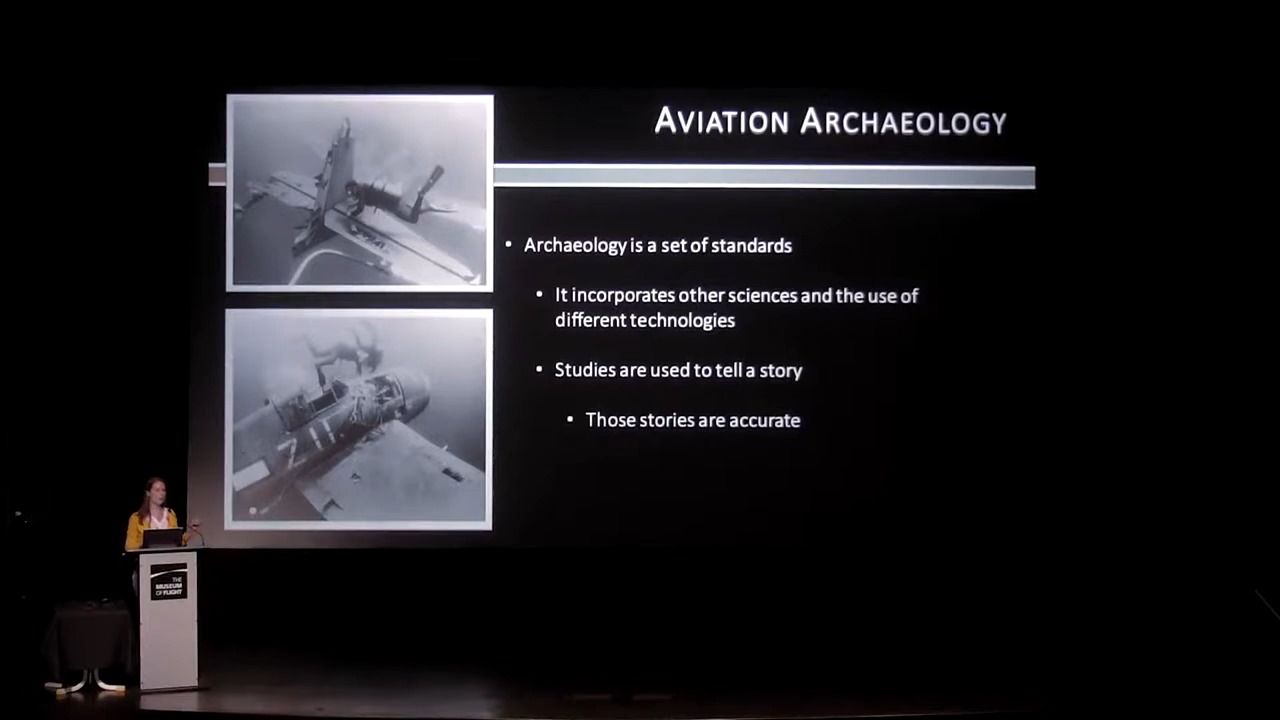 AVIATION ARCHAEOLOGY
• Archaeology is a set of standards
• It incorporates other sciences and the use of
different technologies
• Studies are used to tell a story
• Those stories are accurate
71
THE
MUSEUM
OF FLIGHT